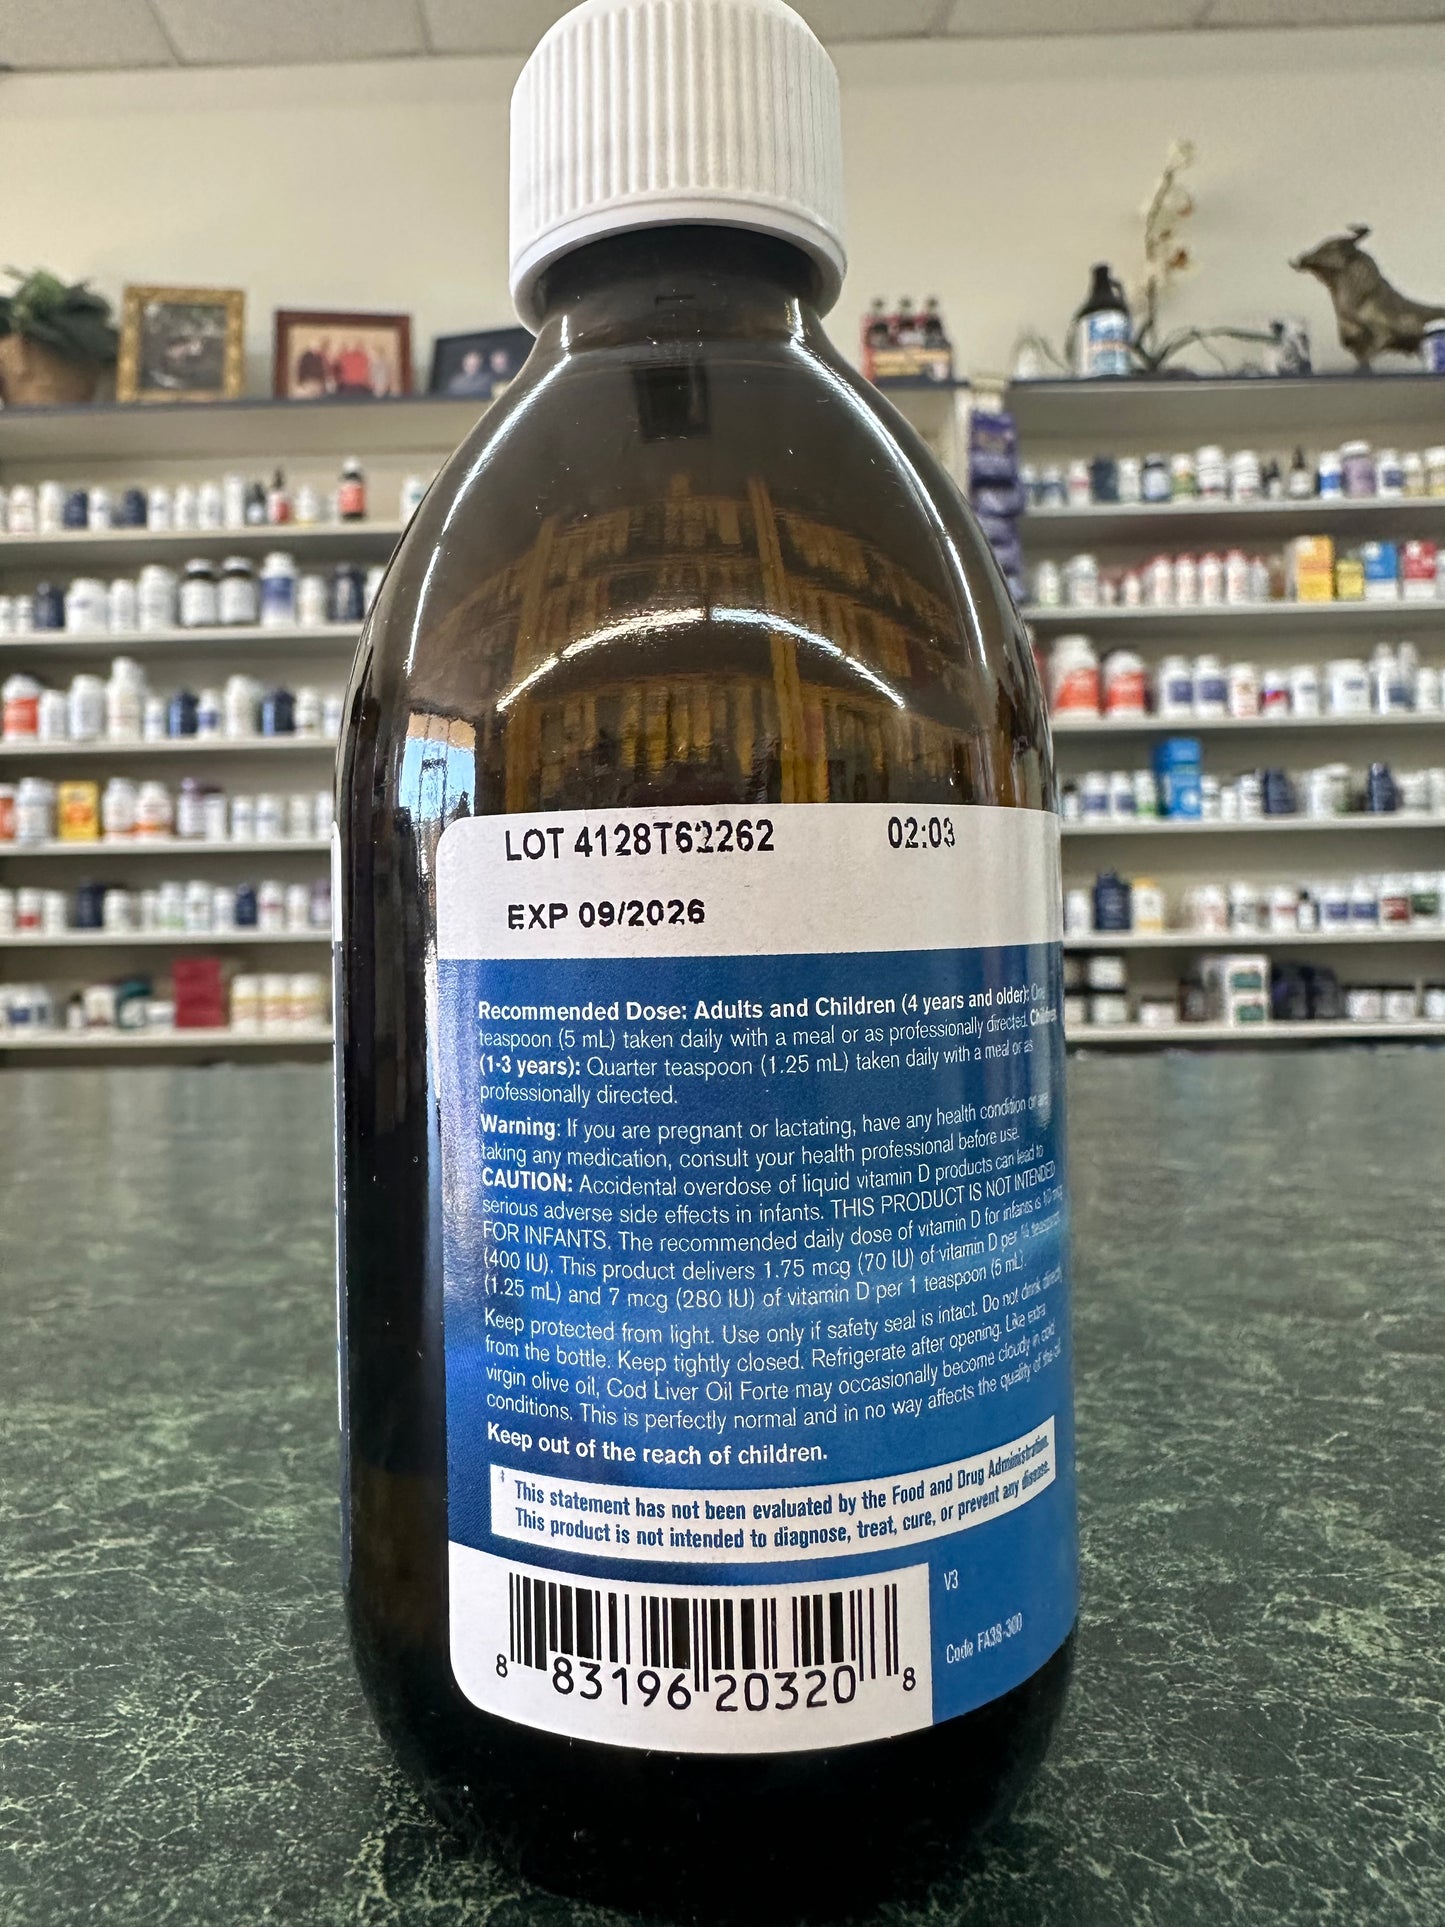 LOT 4128T62262 02:03
EXP 09/2026
Recommended Dose: Adults and Children (4 years and older): One
teaspoon (5 mL) taken daily with a meal or as professionally directed. Children
(1-3 years): Quarter teaspoon (1.25 mL) taken daily with a meal or as
professionally directed.
Warning: If you are pregnant or lactating, have any health condition or are
taking any medication, consult your health professional before use.
CAUTION: Accidental overdose of liquid vitamin D products can lead to
serious adverse side effects in infants. THIS PRODUCT IS NOT INTENDED
FOR INFANTS. The recommended daily dose of vitamin D for infants is 10 mcg
(400 IU). This product delivers 1.75 mcg (70 IU) of vitamin D per ¼ teaspoon
(1.25 mL) and 7 mcg (280 IU) of vitamin D per 1 teaspoon (5 mL).
Keep protected from light. Use only if safety seal is intact. Do not drink directly
from the bottle. Keep tightly closed. Refrigerate after opening. Like extra
virgin olive oil, Cod Liver Oil Forte may occasionally become cloudy in cold
conditions. This is perfectly normal and in no way affects the quality of the oil.
Keep out of the reach of children.
‡ This statement has not been evaluated by the Food and Drug Administration.
This product is not intended to diagnose, treat, cure, or prevent any disease.
V3
Code FA38-300
8 83196 20320 8